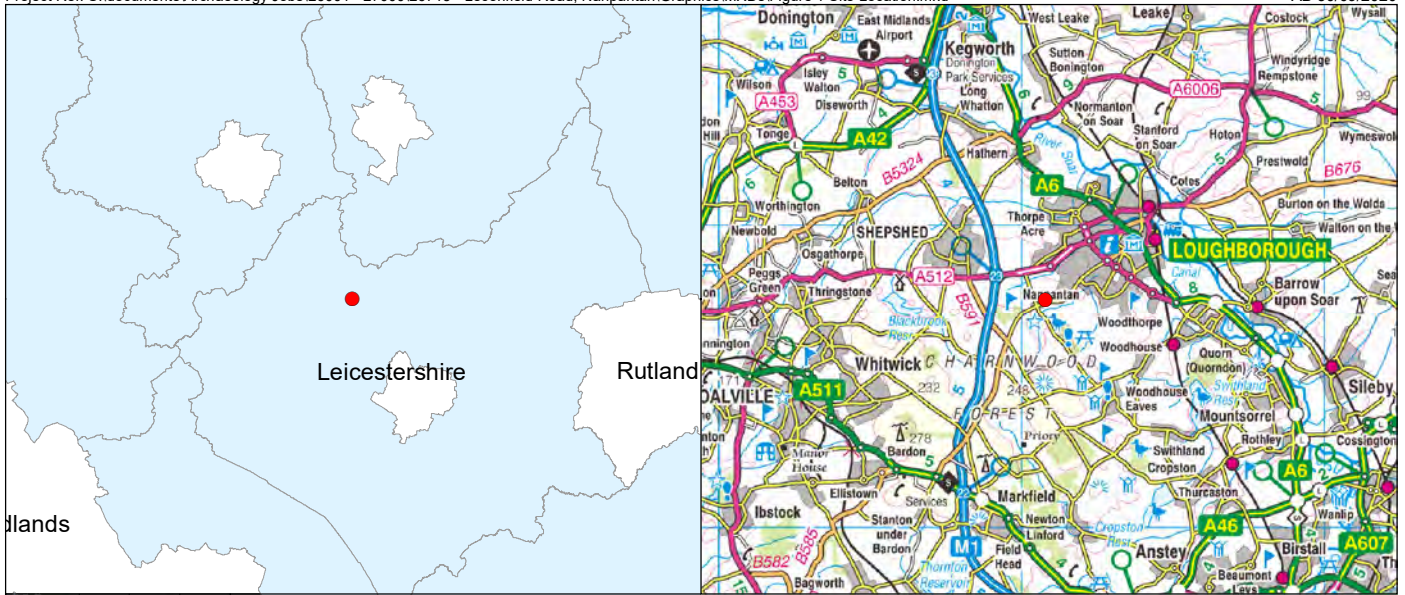 Leicestershire
Rutland
dlands
Donington
East Midlands
Airport
West Leake
Leake
Costock
Wysall
Kegworth
Donington
Park Services
Sutton
Bonington
Windyridge
Rempstone
Isley
Walton
Wilson
Diseworth
Long
Whatton
A453
A6006
Normanton
on Soar
Stanford
on Soar
Hoton
Tonge
A42
Hathern
River Soar
Prestwold
B5324
Belton
A6
Cotes
B676
Worthington
Burton on the Wolds
Thorpe
Acre
Newbold
SHEPSHED
Walton on the
Osgathorpe
LOUGHBOROUGH
Canal
Peggs
Green
Thringstone
A512
B591
Barrow
upon Soar
Blackbrook
Woodthorpe
Whitwick
CHARNWOOD
Woodhouse
Quorn
(Quorndon)
DALVILLE
A511
232
248
Woodhouse
Eaves
Swithland
Mountsorrel
Sileby
FOREST
278
Bardon
Priory
Rothley
Cossington
Manor
House
Swithland
Cropston
A6
Thurcaston
Ellistown
Services
Markfield
Wanlip
Ibstock
Stanton
under
Bardon
Newton
Linford
Cropston
A46
B585
M1
Field
Head
Anstey
Birstall
A607
B582
Bagworth
Thornton
Reservoir
Beaumont
Leys